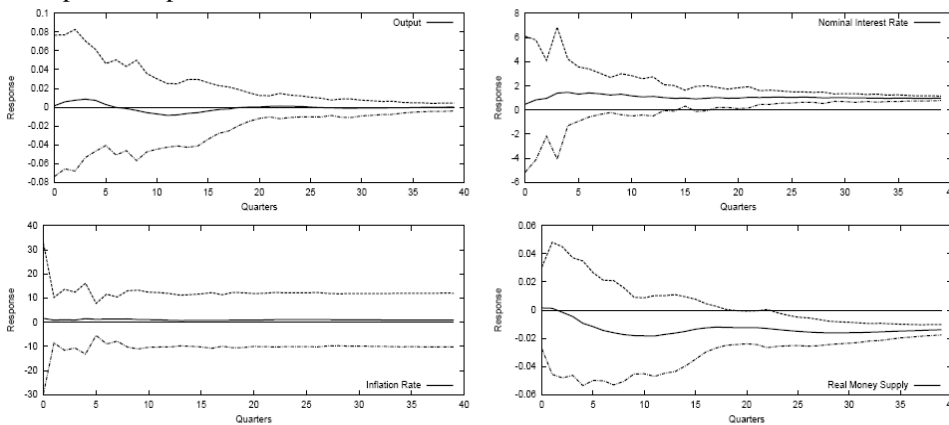 0.1
0.08
0.06
0.04
0.02
0
-0.02
-0.04
-0.06
-0.08
Response
Output
0 5 10 15 20 25 30 35 40
Quarters
8
6
4
2
0
-2
-4
-6
Response
Nominal Interest Rate
0 5 10 15 20 25 30 35
Quarters
40
30
20
10
0
-10
-20
-30
Response
Inflation Rate
0 5 10 15 20 25 30 35 40
Quarters
0.06
0.04
0.02
0
-0.02
-0.04
-0.06
Response
Real Money Supply
0 5 10 15 20 25 30 35
Quarters